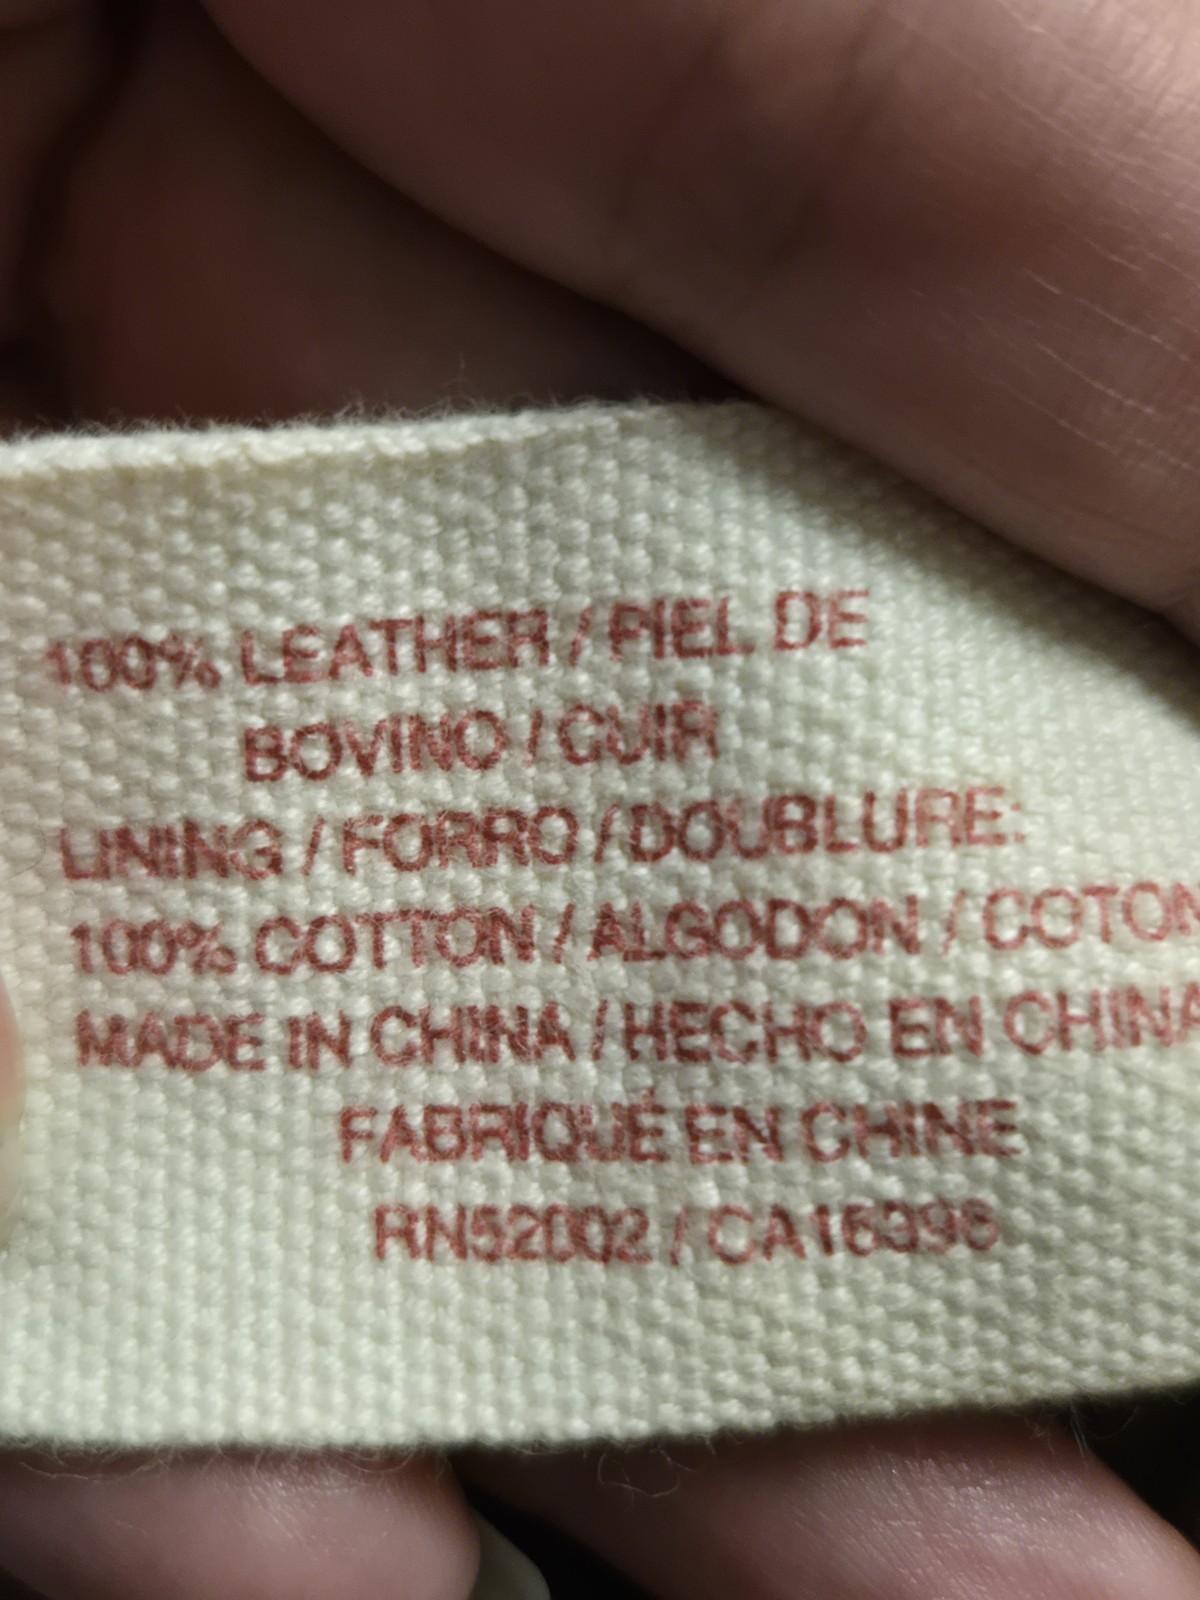 100% LEATHER / PIEL DE
BOVINO / CUIR
LINING / FORRO / DOUBLURE:
100% COTTON / ALGODON / COTON
MADE IN CHINA / HECHO EN CHINA
FABRIQUÉ EN CHINE
RN52002 / CA16398